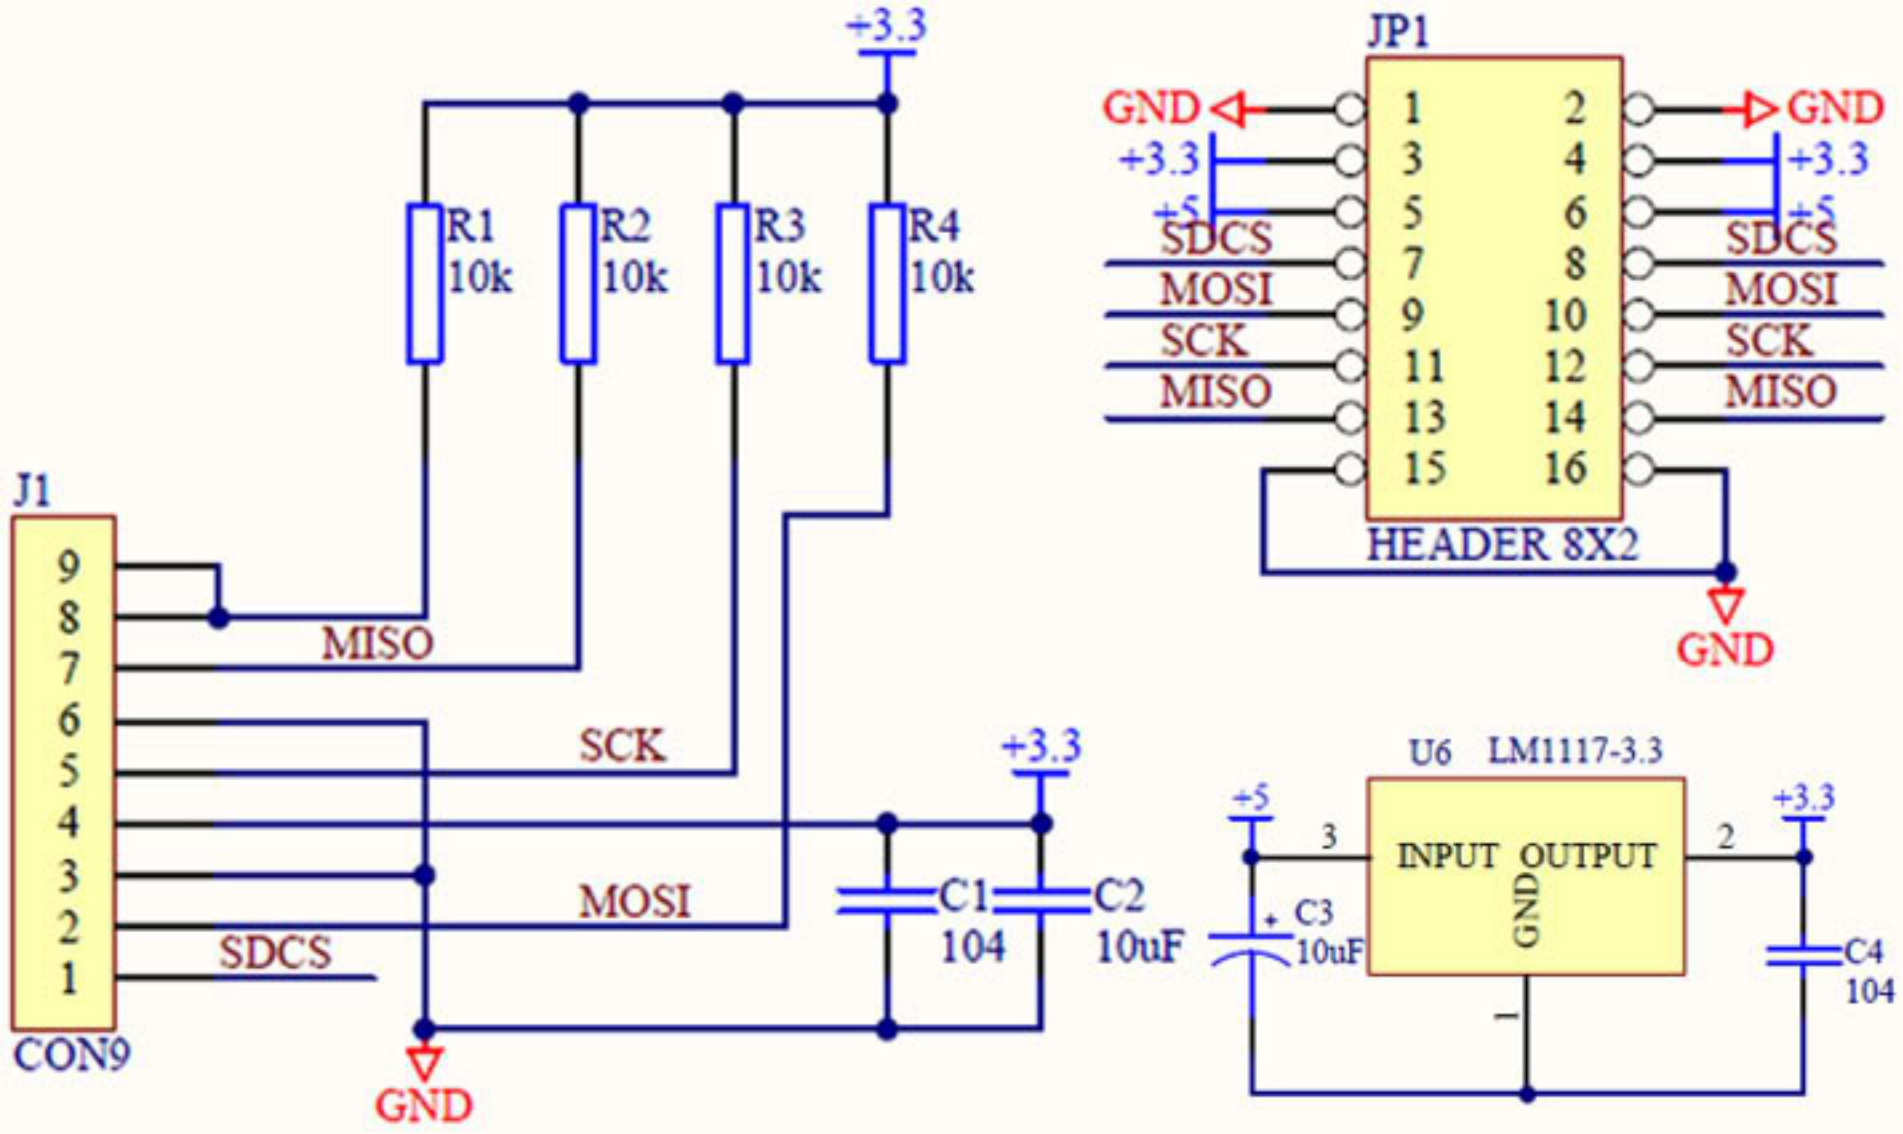 +3.3
R1
10k
R2
10k
R3
10k
R4
10k
J1
9
8
7
6
5
4
3
2
1
CON9
MISO
SCK
MOSI
SDCS
GND
+3.3
C1
104
C2
10uF
JP1
GND 1 2 GND
+3.3 3 4 +3.3
+5 5 6 +5
SDCS 7 8 SDCS
MOSI 9 10 MOSI
SCK 11 12 SCK
MISO 13 14 MISO
15 16
HEADER 8X2
GND
U6 LM1117-3.3
+5
+3.3
3
INPUT OUTPUT
2
GND
1
C3
+
10uF
C4
104